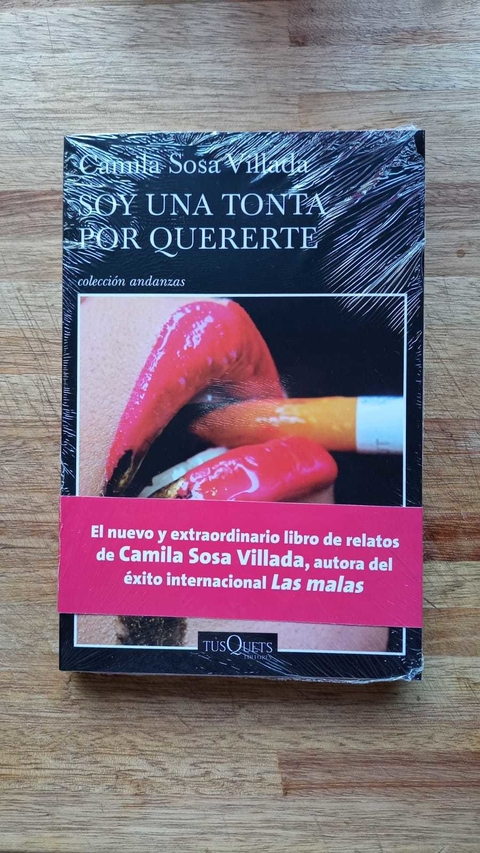 Camila Sosa Villada
SOY UNA TONTA
POR QUERERTE
colección andanzas
El nuevo y extraordinario libro de relatos
de Camila Sosa Villada, autora del
éxito internacional Las malas
TUSQUETS
EDITORES